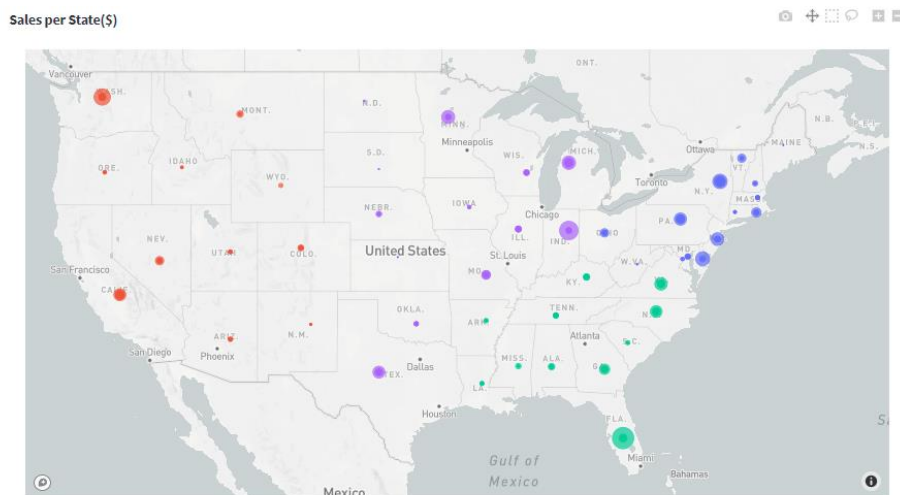 Sales per State($)
ONT.
Vancouver
WASH.
MONT.
N.D.
MINN.
Minneapolis
Ottawa
MAINE
N.B.
N.S.
ORE.
IDAHO
S.D.
WIS.
MICH.
VT.
Toronto
WYO.
N.Y.
MASS
NEBR.
IOWA
Chicago
PA.
NEV.
UTAH
COLO.
United States
ILL.
IND.
OHIO
MD.
St. Louis
San Francisco
CALIF.
MO.
W.VA.
KY.
OKLA.
ARK.
TENN.
N.
ARIZ.
N.M.
Atlanta
S.C.
San Diego
Phoenix
Dallas
TEX.
MISS.
ALA.
G
LA.
Houston
FLA.
Gulf of
Mexico
Miami
Bahamas
Mexico